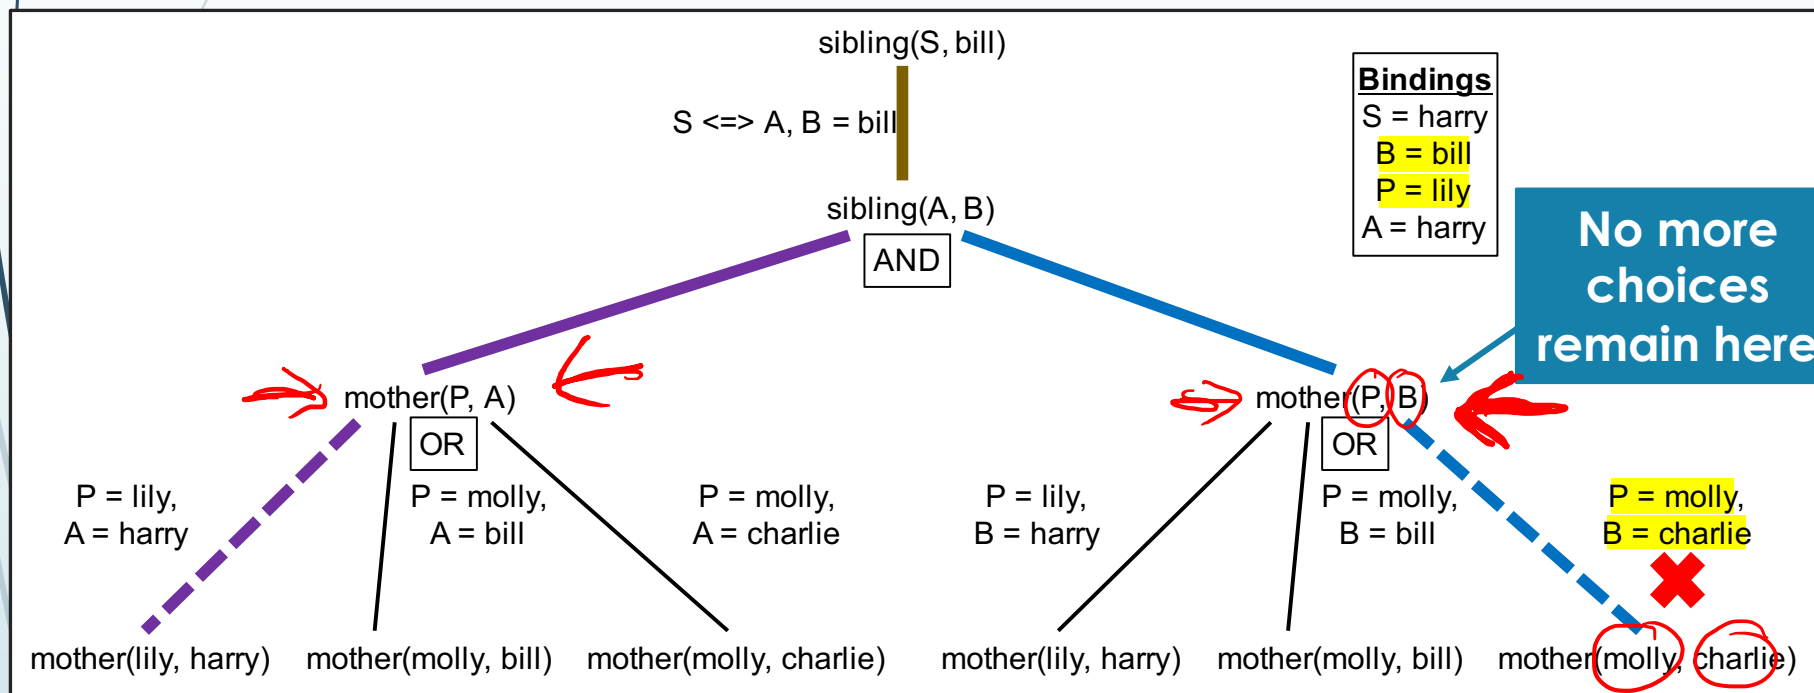 sibling(S, bill)
S <=> A, B = bill
sibling(A, B)
AND
Bindings
S = harry
B = bill
P = lily
A = harry
No more
choices
remain here
mother(P, A)
OR
mother(P, B)
OR
P = lily,
A = harry
P = molly,
A = bill
P = molly,
A = charlie
P = lily,
B = harry
P = molly,
B = bill
P = molly,
B = charlie
mother(lily, harry)
mother(molly, bill)
mother(molly, charlie)
mother(lily, harry)
mother(molly, bill)
mother(molly, charlie)